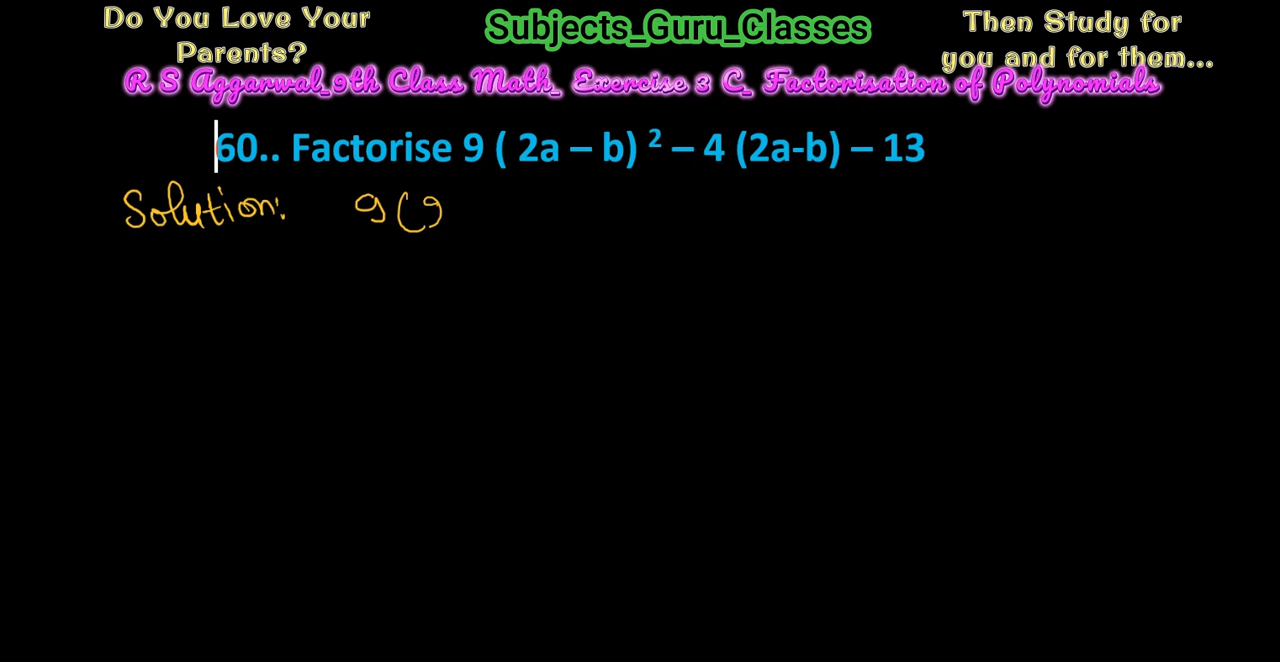 Do You Love Your
Parents?
Subjects_Guru_Classes
Then Study for
you and for them...
R S Aggarwal_9th Class Math_ Exercise 3 C_ Factorisation of Polynomials
60.. Factorise 9 ( 2a – b) ² – 4 (2a-b) – 13
Solution: 9(